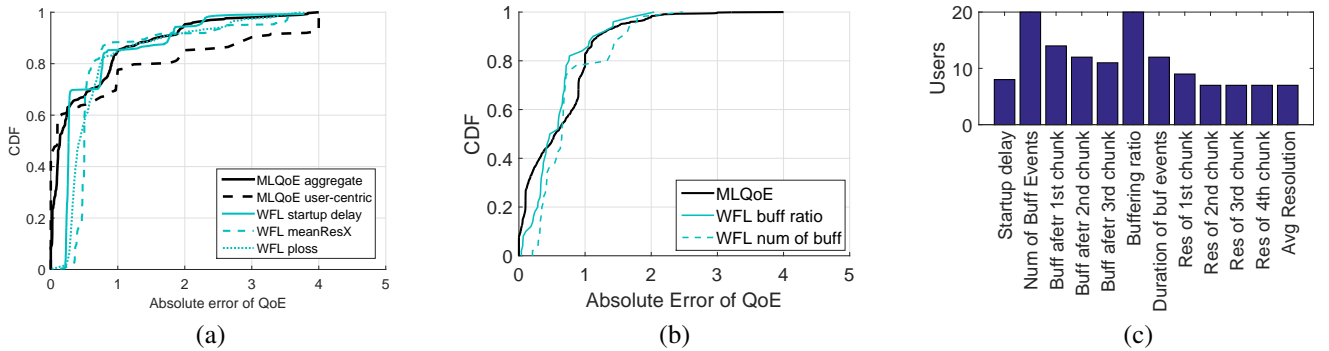 1
0.8
0.6
0.4
0.2
0
CDF
0 1 2 3 4 5
Absolute error of QoE
MLQoE aggregate
MLQoE user-centric
WFL startup delay
WFL meanResX
WFL ploss
(a)
1
0.8
0.6
0.4
0.2
0
CDF
0 1 2 3 4 5
Absolute Error of QoE
MLQoE
WFL buff ratio
WFL num of buff
(b)
20
10
0
Users
Startup delay
Num of Buff Events
Buff afetr 1st chunk
Buff afetr 2nd chunk
Buff afetr 3rd chunk
Buffering ratio
Duration of buf events
Res of 1st chunk
Res of 2nd chunk
Res of 3rd chunk
Res of 4th chunk
Avg Resolution
(c)